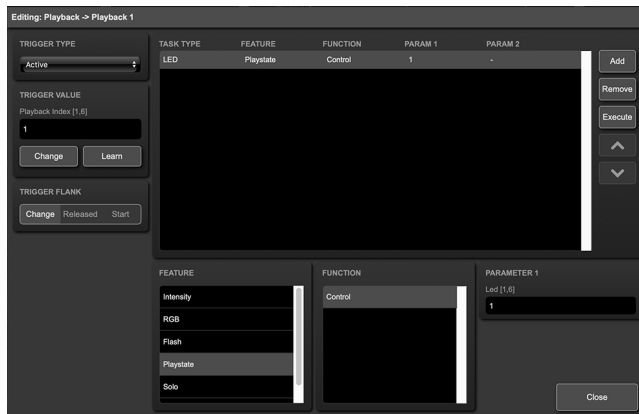 Editing: Playback -> Playback 1
TRIGGER TYPE
Active
TRIGGER VALUE
Playback Index [1,6]
1
Change Learn
TRIGGER FLANK
Change Released Start
TASK TYPE FEATURE FUNCTION PARAM 1 PARAM 2
LED Playstate Control 1 -
Add
Remove
Execute
FEATURE
Intensity
RGB
Flash
Playstate
Solo
FUNCTION
Control
PARAMETER 1
Led [1,6]
1
Close